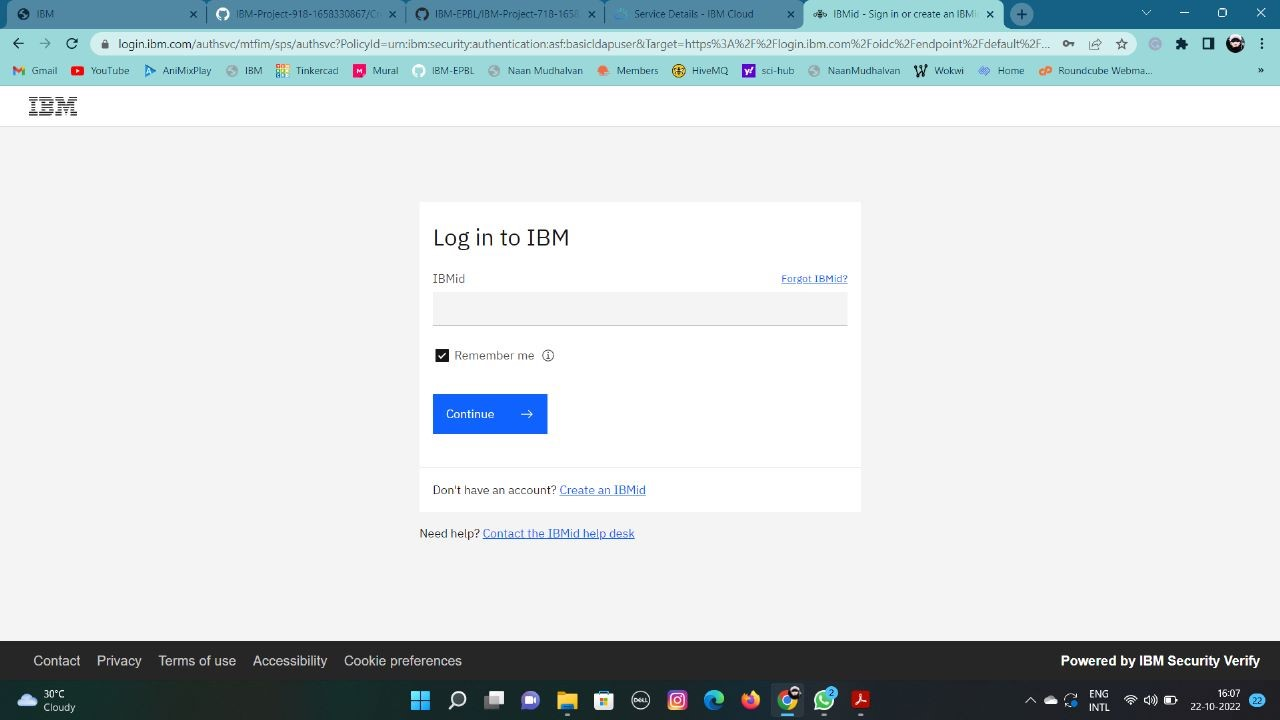 IBM
IBM-Project-918-1658330867/Cre
IBM-EPBL/IBM-Project-718-1658
Service Details - IBM Cloud
IBMid - Sign in or create an IBMi
login.ibm.com/authsvc/mtfim/sps/authsvc?PolicyId=urn:ibm:security:authentication:asf:basicldapuser&Target=https%3A%2F%2Flogin.ibm.com%2Foidc%2Fendpoint%2Fdefault%2F...
Gmail YouTube AniMixPlay IBM Tinkercad Mural IBM-EPBL Naan Mudhalvan Members HiveMQ sci-hub NaanMudhalvan Wokwi Home Roundcube Webma... »
IBM
Log in to IBM
IBMid Forgot IBMid?
Remember me
Continue
Don't have an account? Create an IBMid
Need help? Contact the IBMid help desk
Contact Privacy Terms of use Accessibility Cookie preferences Powered by IBM Security Verify
30°C
Cloudy
DELL
2
ENG
INTL
16:07
22-10-2022
22